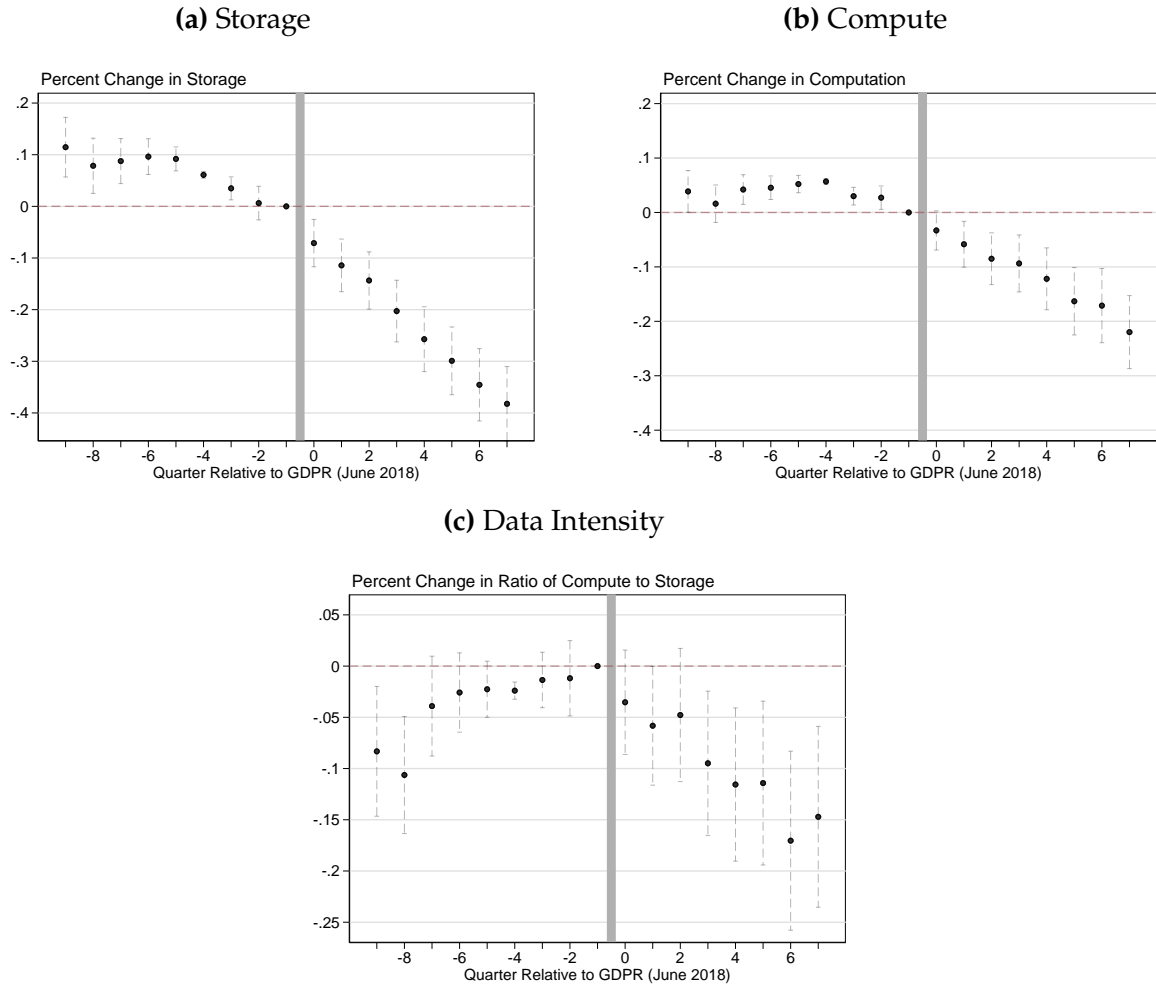 (a) Storage
Percent Change in Storage
.2
.1
0
-.1
-.2
-.3
-.4
-8 -6 -4 -2 0 2 4 6
Quarter Relative to GDPR (June 2018)
(b) Compute
Percent Change in Computation
.2
.1
0
-.1
-.2
-.3
-.4
-8 -6 -4 -2 0 2 4 6
Quarter Relative to GDPR (June 2018)
(c) Data Intensity
Percent Change in Ratio of Compute to Storage
.05
0
-.05
-.1
-.15
-.2
-.25
-8 -6 -4 -2 0 2 4 6
Quarter Relative to GDPR (June 2018)